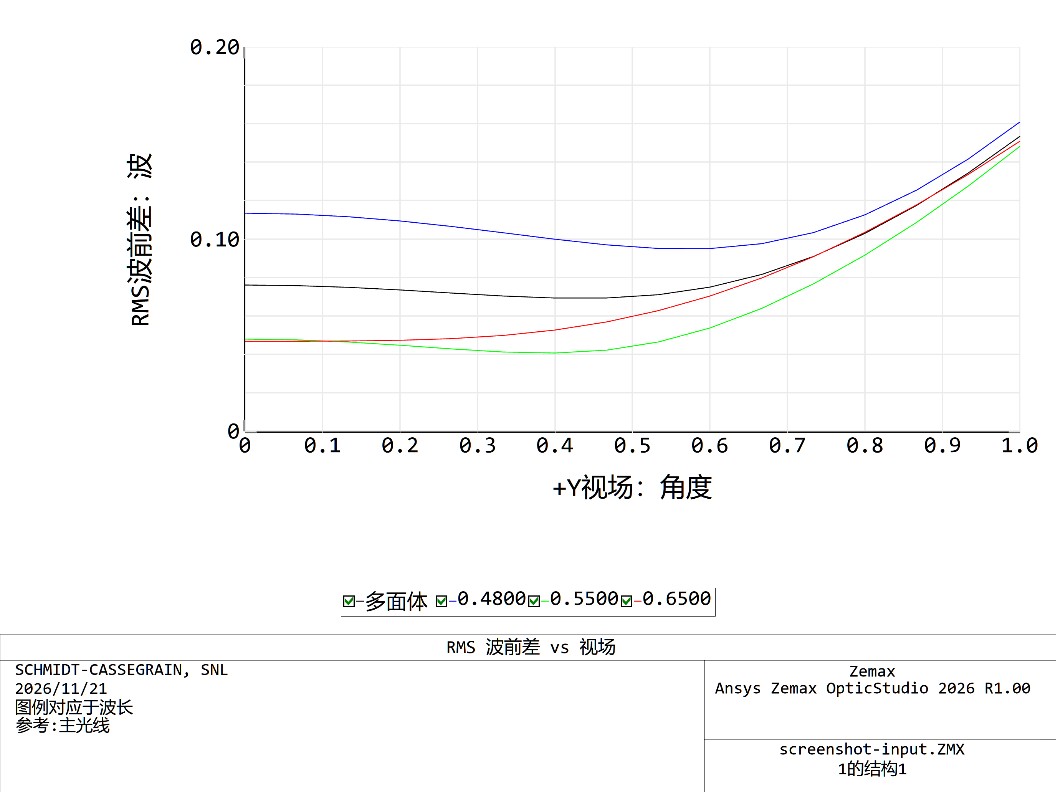 0.20
0.10
0
RMS波前差: 波
0 0.1 0.2 0.3 0.4 0.5 0.6 0.7 0.8 0.9 1.0
+Y视场: 角度
多面体 0.4800 0.5500 0.6500
RMS 波前差 vs 视场
SCHMIDT-CASSEGRAIN, SNL
2026/11/21
图例对应于波长
参考:主光线
Zemax
Ansys Zemax OpticStudio 2026 R1.00
screenshot-input.ZMX
1的结构1